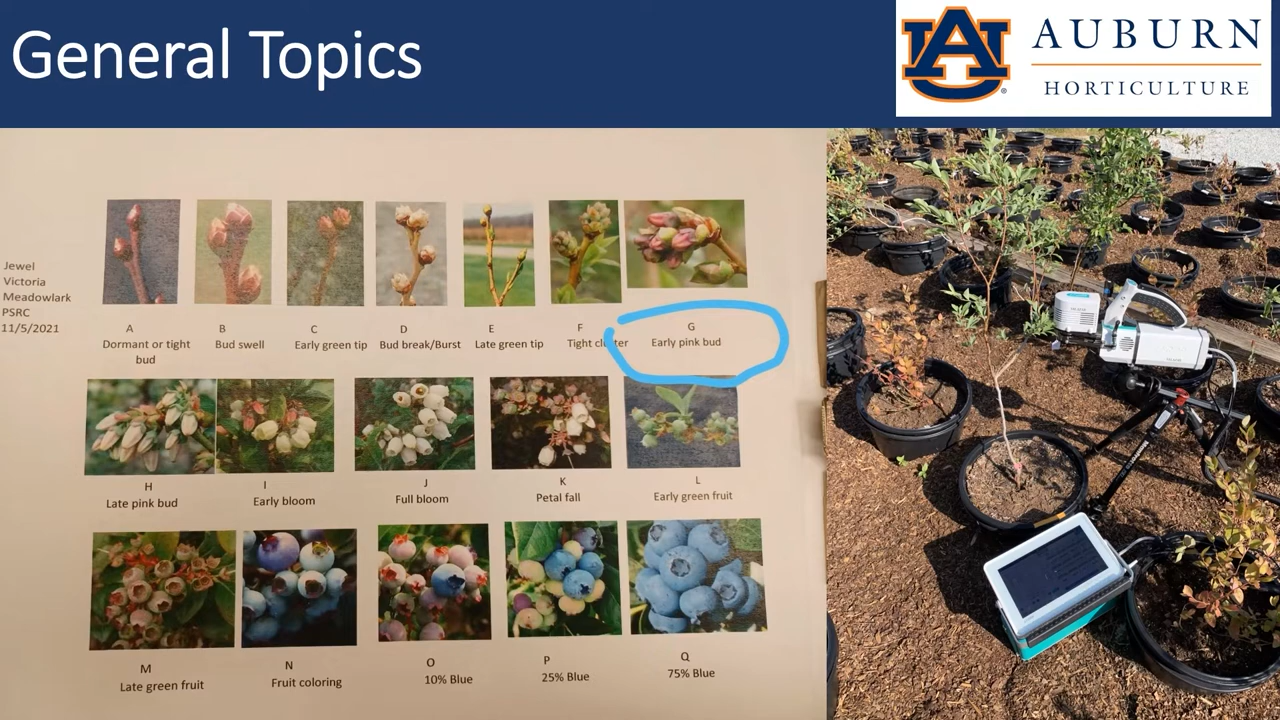 General Topics
AUBURN
HORTICULTURE
Jewel
Victoria
Meadowlark
PSRC
11/5/2021
A
Dormant or tight
bud
B
Bud swell
C
Early green tip
D
Bud break/Burst
E
Late green tip
F
Tight cluster
G
Early pink bud
H
Late pink bud
I
Early bloom
J
Full bloom
K
Petal fall
L
Early green fruit
M
Late green fruit
N
Fruit coloring
O
10% Blue
P
25% Blue
Q
75% Blue